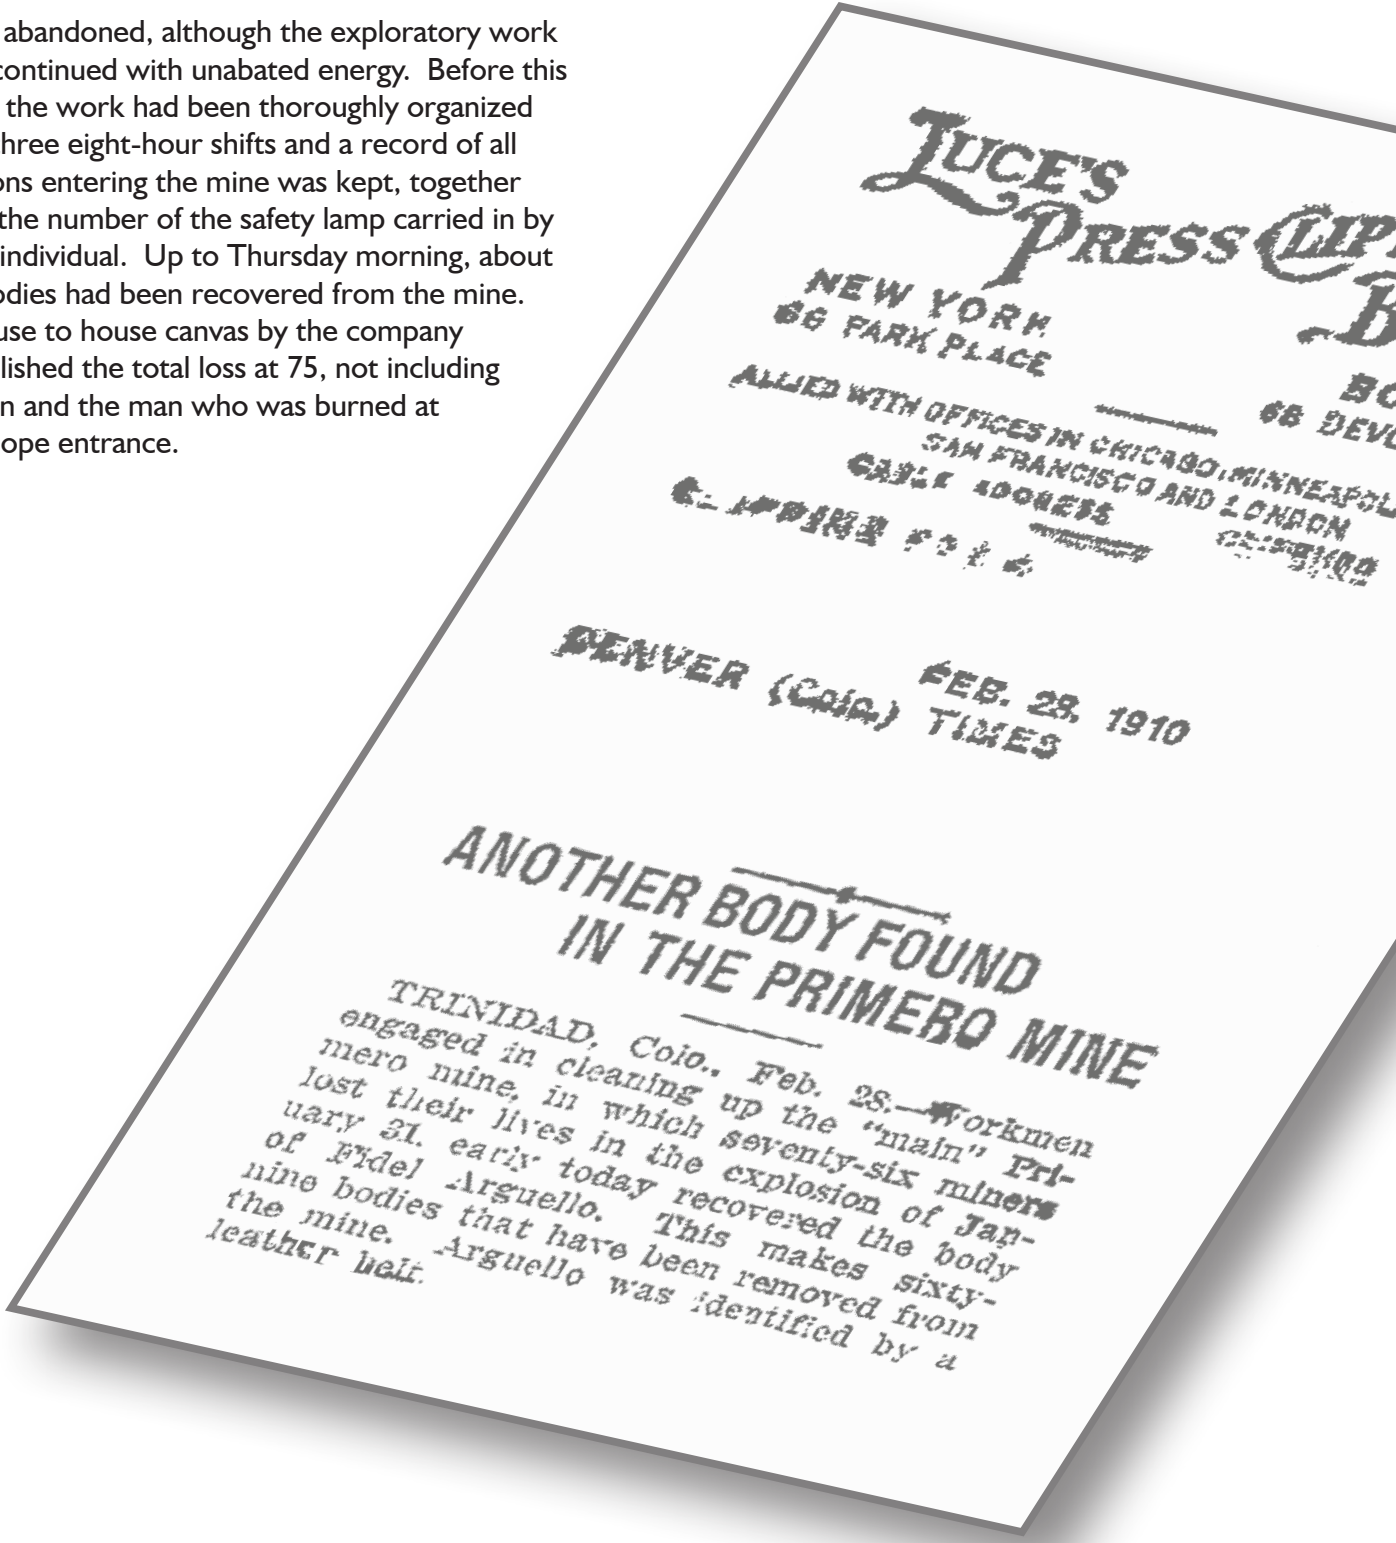 abandoned, although the exploratory work
continued with unabated energy.  Before this
the work had been thoroughly organized
three eight-hour shifts and a record of all
ons entering the mine was kept, together
the number of the safety lamp carried in by
individual.  Up to Thursday morning, about
odies had been recovered from the mine.
use to house canvas by the company
lished the total loss at 75, not including
n and the man who was burned at
ope entrance.
LUCE'S
PRESS CLIP
B
NEW YORK
66 PARK PLACE
BO
68 DEV
ALLIED WITH OFFICES IN CHICAGO, MINNEAPOL
SAN FRANCISCO AND LONDON
CABLE ADDRESS
DENVER (Colo.) TIMES
FEB. 28, 1910
ANOTHER BODY FOUND
IN THE PRIMERO MINE
TRINIDAD, Colo., Feb. 28.—Workmen
engaged in cleaning up the "main" Pri-
mero mine, in which seventy-six miners
lost their lives in the explosion of Jan-
uary 31, early today recovered the body
of Fidel Arguello.  This makes sixty-
nine bodies that have been removed from
the mine.  Arguello was identified by a
leather belt.